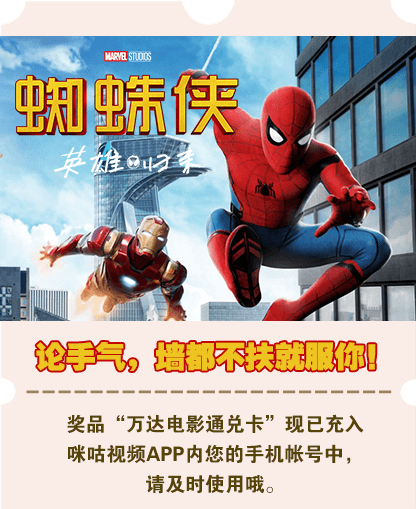 MARVEL STUDIOS
蜘蛛侠
英雄归来
论手气，墙都不扶就服你！
奖品“万达电影通兑卡”现已充入
咪咕视频APP内您的手机帐号中，
请及时使用哦。